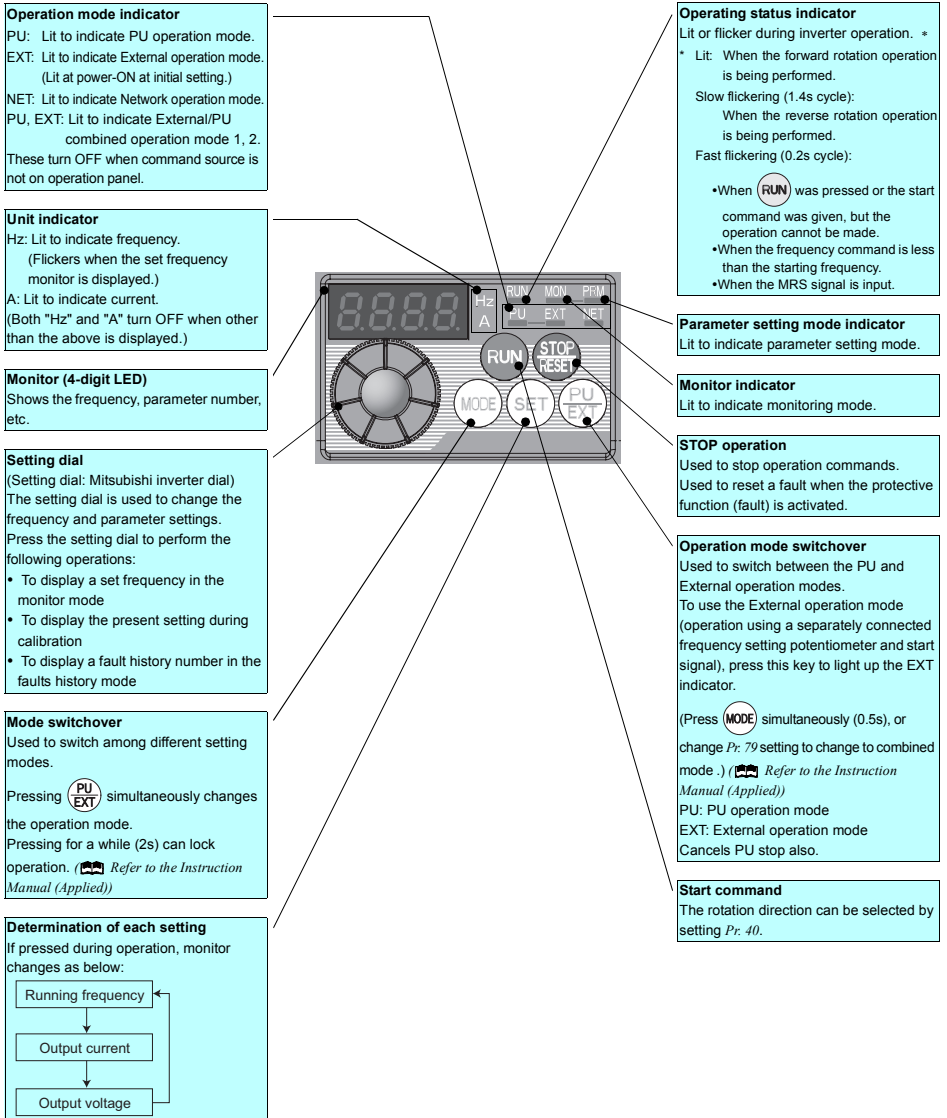 Operation mode indicator
PU: Lit to indicate PU operation mode.
EXT: Lit to indicate External operation mode.
(Lit at power-ON at initial setting.)
NET: Lit to indicate Network operation mode.
PU, EXT: Lit to indicate External/PU
combined operation mode 1, 2.
These turn OFF when command source is
not on operation panel.
Unit indicator
Hz: Lit to indicate frequency.
(Flickers when the set frequency
monitor is displayed.)
A: Lit to indicate current.
(Both "Hz" and "A" turn OFF when other
than the above is displayed.)
Monitor (4-digit LED)
Shows the frequency, parameter number,
etc.
Setting dial
(Setting dial: Mitsubishi inverter dial)
The setting dial is used to change the
frequency and parameter settings.
Press the setting dial to perform the
following operations:
• To display a set frequency in the
monitor mode
• To display the present setting during
calibration
• To display a fault history number in the
faults history mode
Mode switchover
Used to switch among different setting
modes.
Pressing PU/EXT simultaneously changes
the operation mode.
Pressing for a while (2s) can lock
operation. ( Refer to the Instruction
Manual (Applied))
Determination of each setting
If pressed during operation, monitor
changes as below:
Running frequency
Output current
Output voltage
8.8.8.8
Hz
A
RUN MON PRM
PU EXT NET
RUN
STOP
RESET
MODE
SET
PU
EXT
Operating status indicator
Lit or flicker during inverter operation. *
* Lit: When the forward rotation operation
is being performed.
Slow flickering (1.4s cycle):
When the reverse rotation operation
is being performed.
Fast flickering (0.2s cycle):
•When RUN was pressed or the start
command was given, but the
operation cannot be made.
•When the frequency command is less
than the starting frequency.
•When the MRS signal is input.
Parameter setting mode indicator
Lit to indicate parameter setting mode.
Monitor indicator
Lit to indicate monitoring mode.
STOP operation
Used to stop operation commands.
Used to reset a fault when the protective
function (fault) is activated.
Operation mode switchover
Used to switch between the PU and
External operation modes.
To use the External operation mode
(operation using a separately connected
frequency setting potentiometer and start
signal), press this key to light up the EXT
indicator.
(Press MODE simultaneously (0.5s), or
change Pr. 79 setting to change to combined
mode .) ( Refer to the Instruction
Manual (Applied))
PU: PU operation mode
EXT: External operation mode
Cancels PU stop also.
Start command
The rotation direction can be selected by
setting Pr. 40.